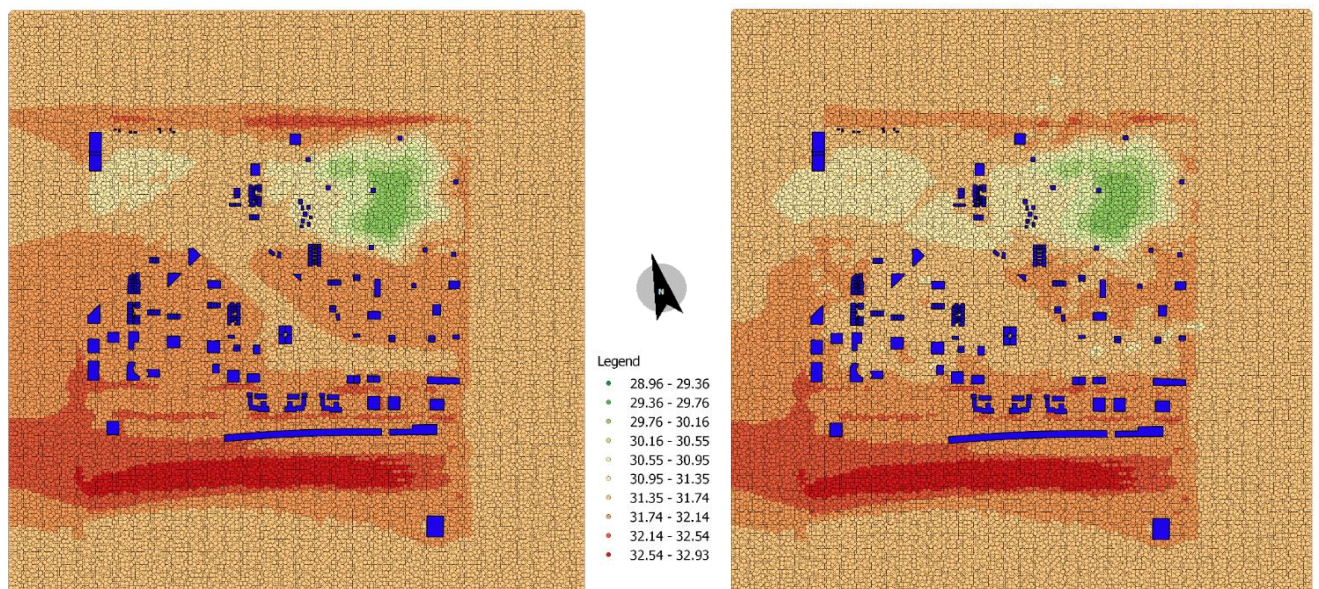 N
Legend
28.96 - 29.36
29.36 - 29.76
29.76 - 30.16
30.16 - 30.55
30.55 - 30.95
30.95 - 31.35
31.35 - 31.74
31.74 - 32.14
32.14 - 32.54
32.54 - 32.93